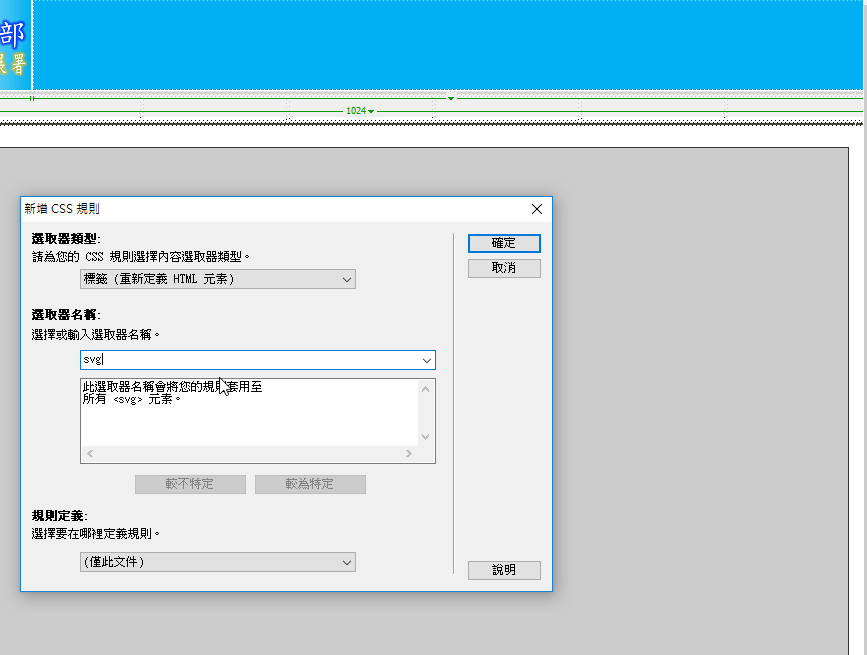 部
署
1024
新增 CSS 規則
選取器類型:
請為您的 CSS 規則選擇內容選取器類型。
標籤 (重新定義 HTML 元素)
確定
取消
選取器名稱:
選擇或輸入選取器名稱。
svg
此選取器名稱會將您的規則套用至
所有 <svg> 元素。
較不特定
較為特定
規則定義:
選擇要在哪裡定義規則。
(僅此文件)
說明